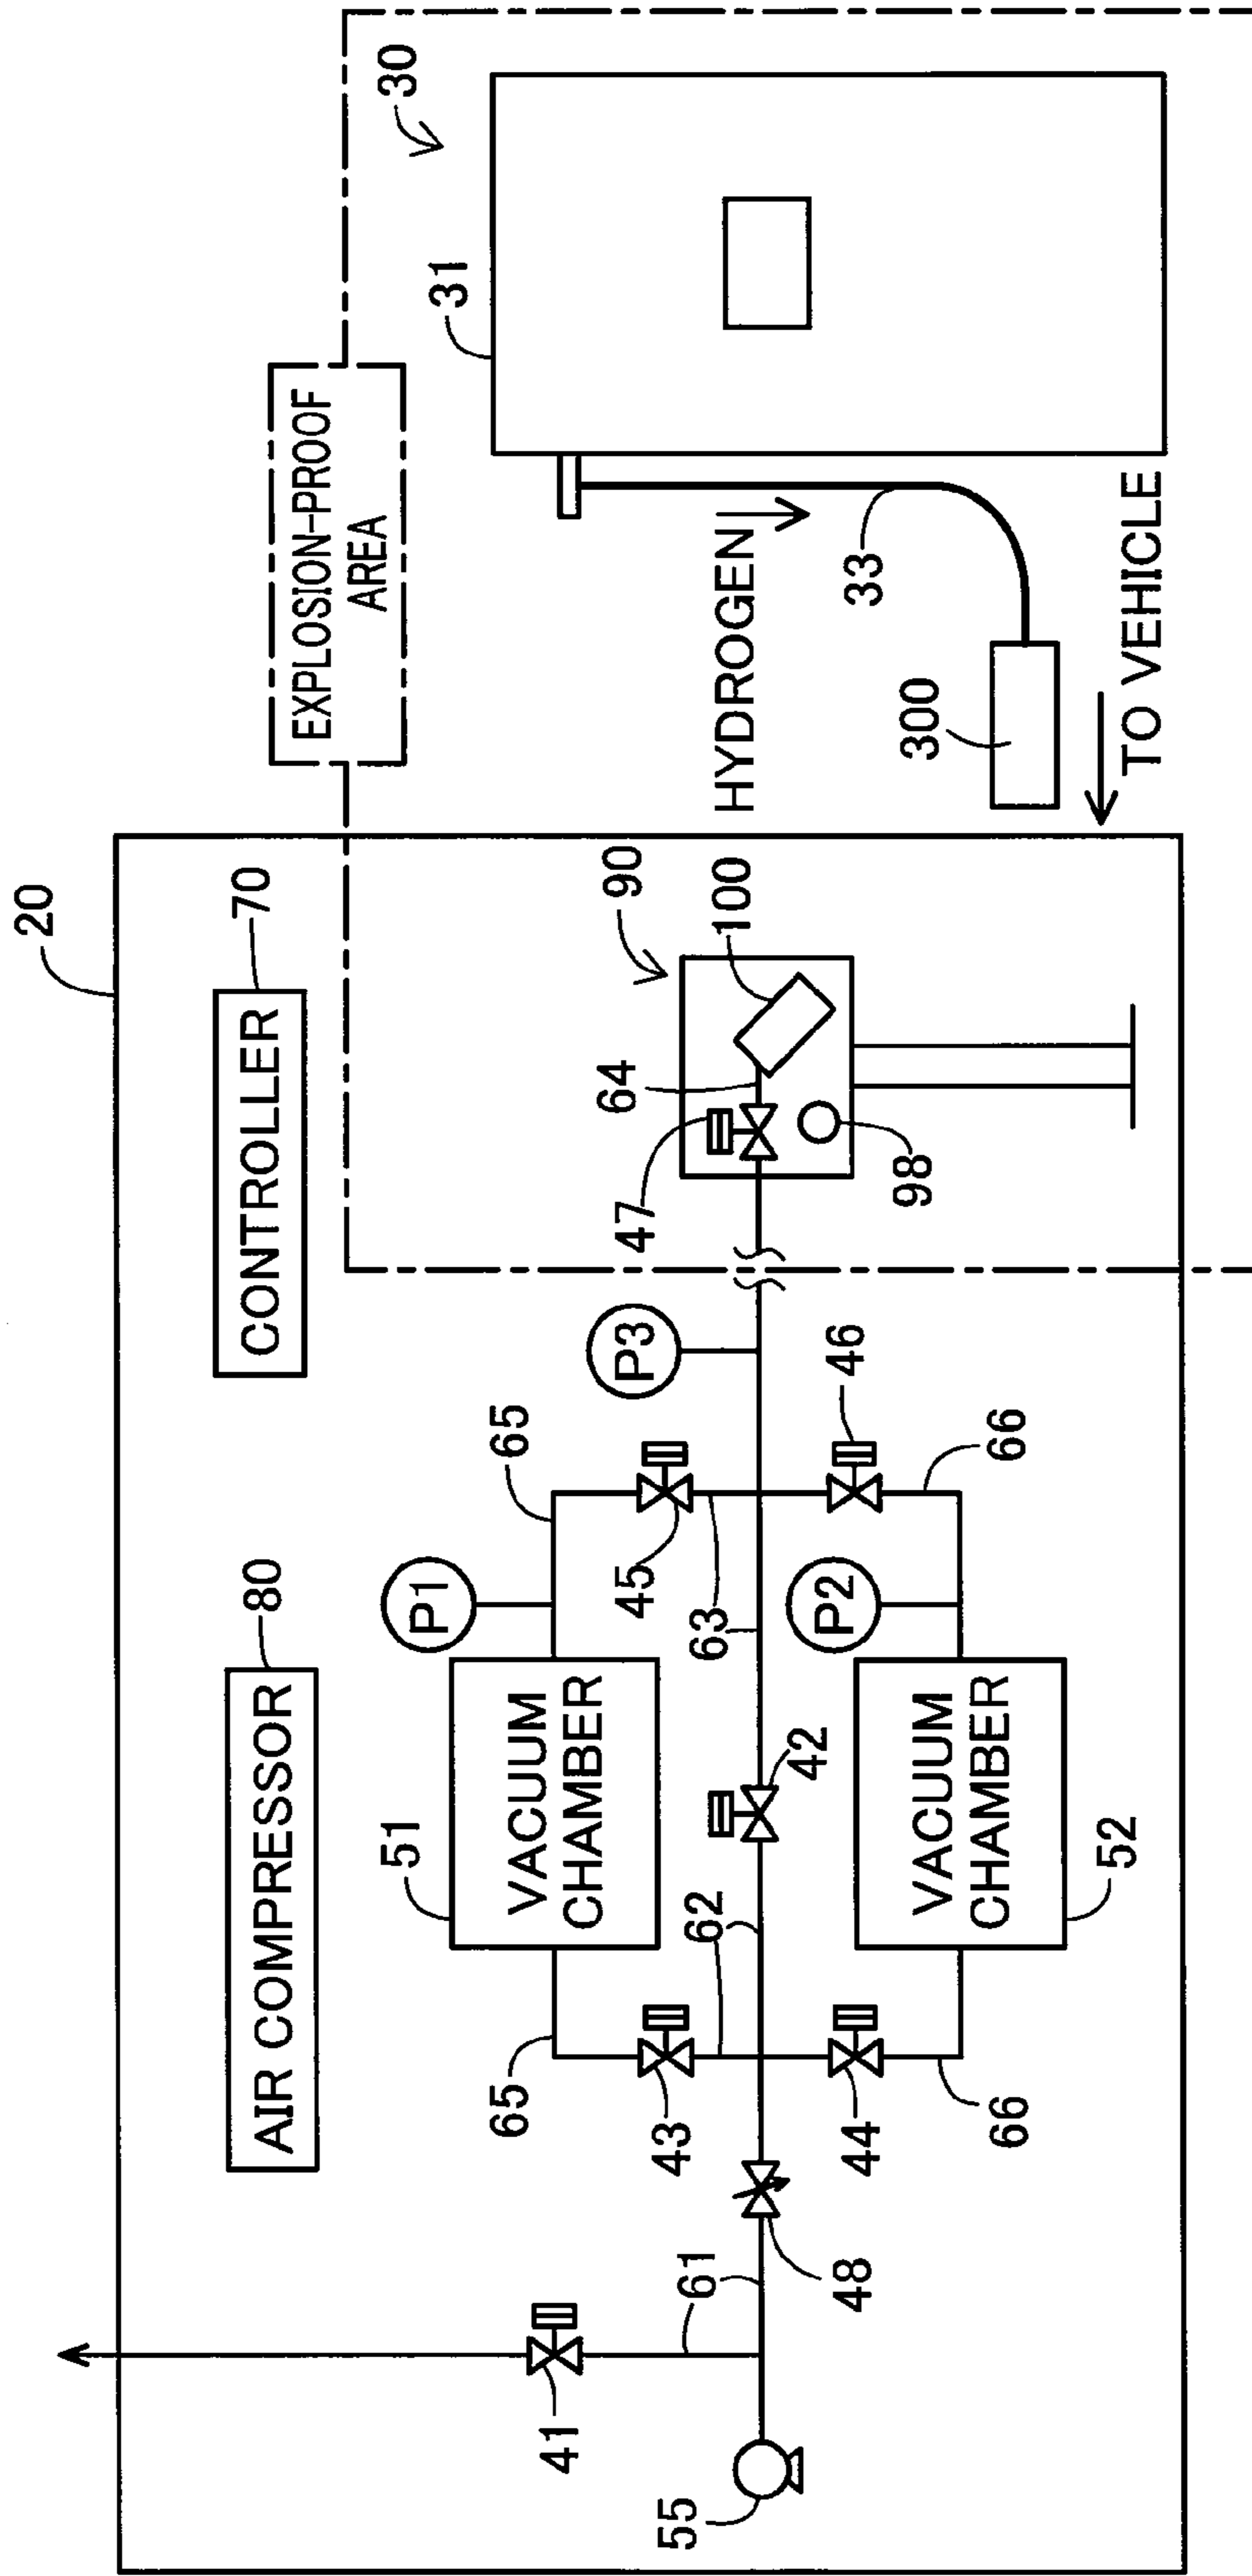 20
EXPLOSION-PROOF
AREA
30
AIR COMPRESSOR
80
CONTROLLER
70
31
P1
65
65
51
VACUUM
CHAMBER
41
43
45
P3
47
64
90
100
HYDROGEN
61
62
63
55
48
42
98
33
44
P2
46
300
66
66
VACUUM
CHAMBER
52
TO VEHICLE